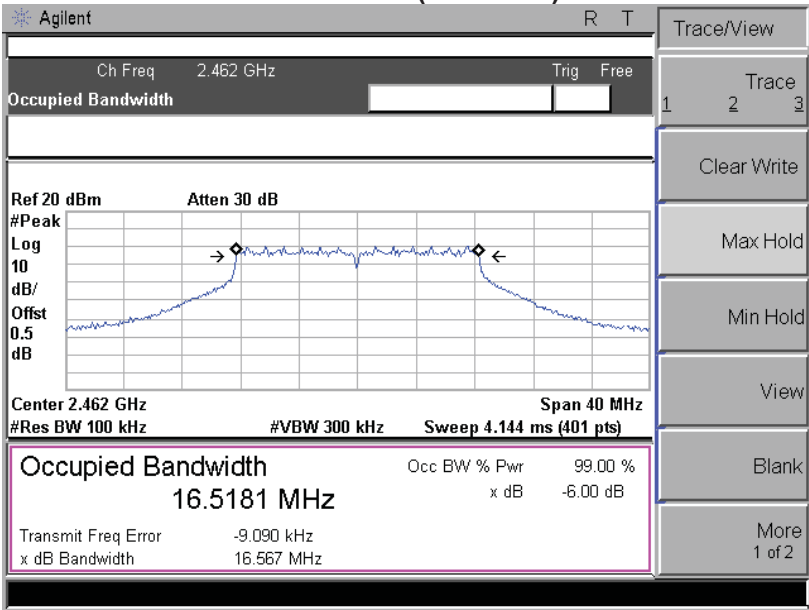 Agilent R T
Ch Freq 2.462 GHz Trig Free
Occupied Bandwidth
Ref 20 dBm Atten 30 dB
#Peak
Log
10
dB/
Offst
0.5
dB
Center 2.462 GHz Span 40 MHz
#Res BW 100 kHz #VBW 300 kHz Sweep 4.144 ms (401 pts)
Occupied Bandwidth Occ BW % Pwr 99.00 %
16.5181 MHz x dB -6.00 dB
Transmit Freq Error -9.090 kHz
x dB Bandwidth 16.567 MHz
Trace/View
Trace
1 2 3
Clear Write
Max Hold
Min Hold
View
Blank
More
1 of 2